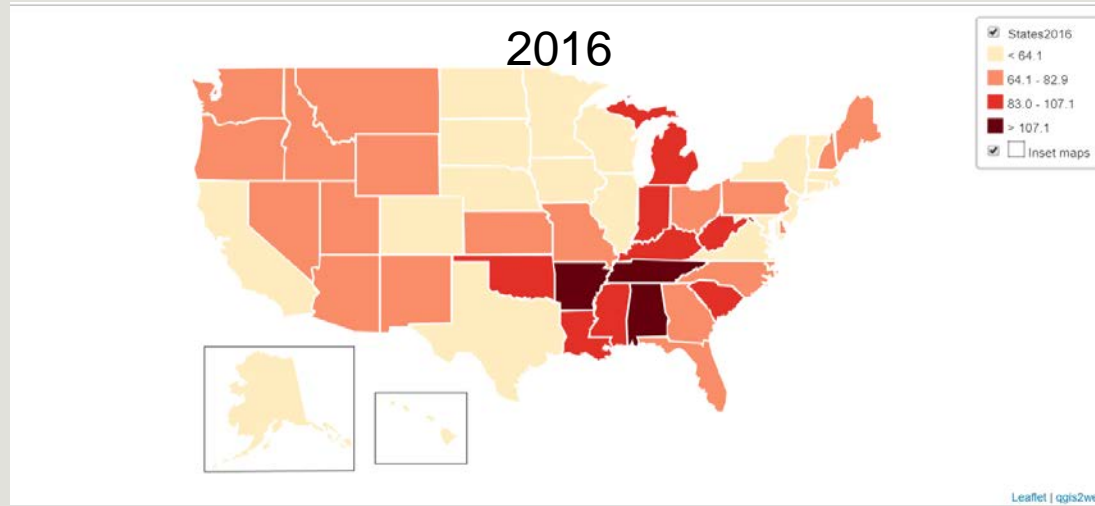 2016
States2016
< 64.1
64.1 - 82.9
83.0 - 107.1
> 107.1
Inset maps
Leaflet | qgis2we